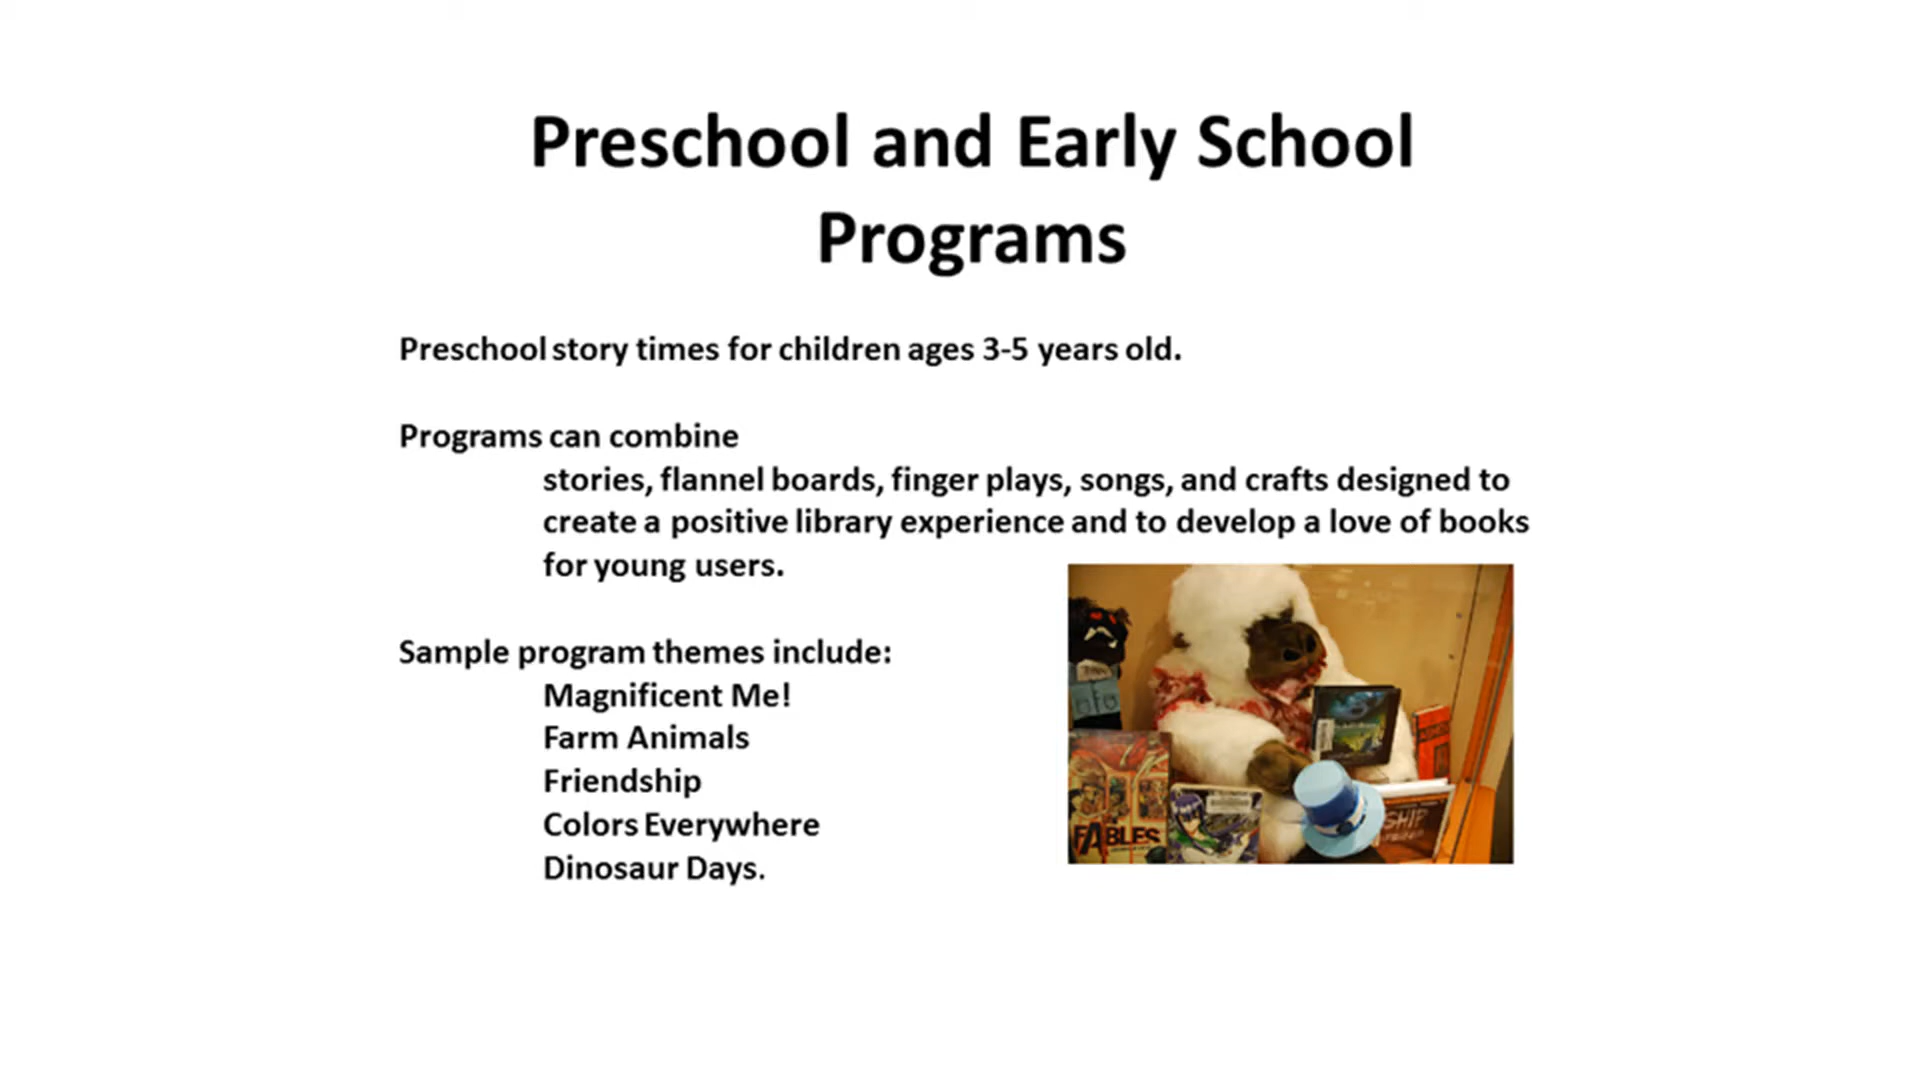 Preschool and Early School
Programs
Preschool story times for children ages 3-5 years old.
Programs can combine
stories, flannel boards, finger plays, songs, and crafts designed to
create a positive library experience and to develop a love of books
for young users.
Sample program themes include:
Magnificent Me!
Farm Animals
Friendship
Colors Everywhere
Dinosaur Days.
FABLES
SHIP